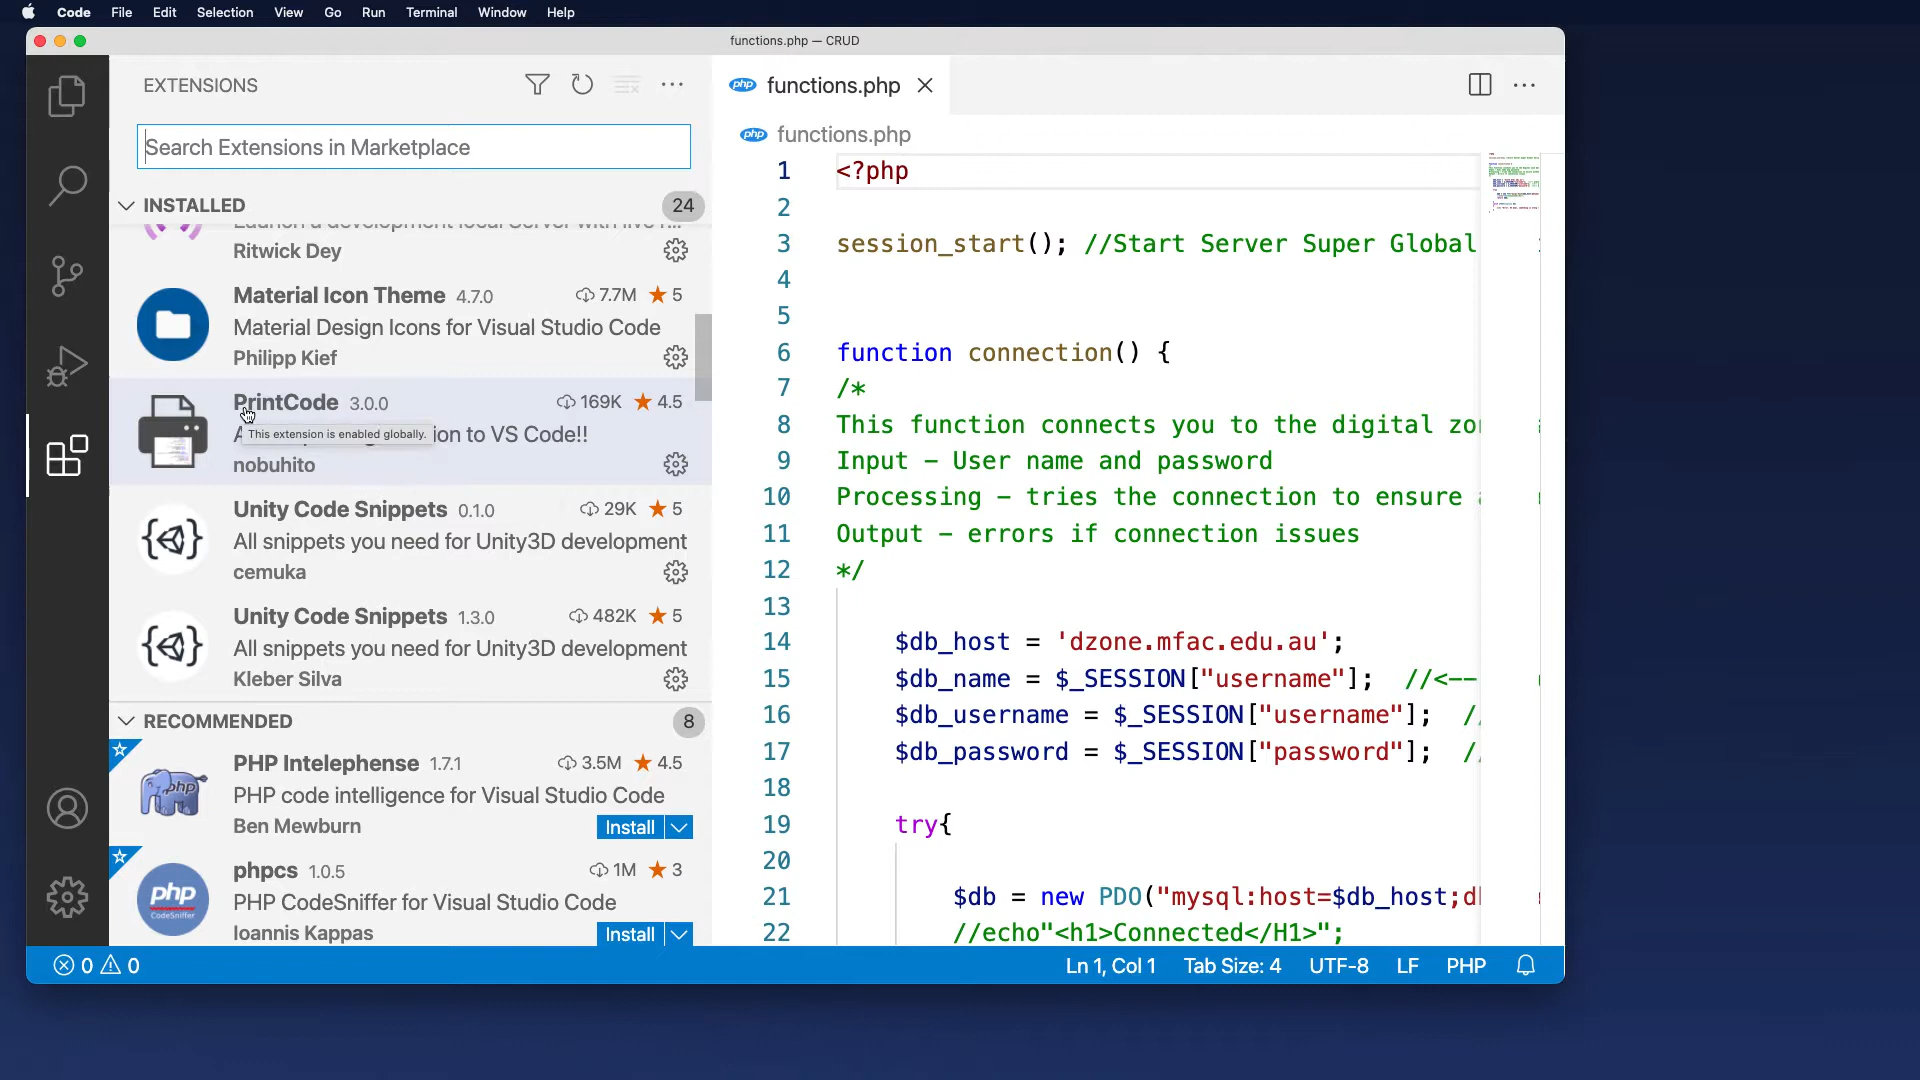 Code File Edit Selection View Go Run Terminal Window Help
functions.php — CRUD
EXTENSIONS
Search Extensions in Marketplace
INSTALLED 24
Launch a development local Server with live r...
Ritwick Dey
Material Icon Theme 4.7.0 7.7M 5
Material Design Icons for Visual Studio Code
Philipp Kief
PrintCode 3.0.0 169K 4.5
This extension is enabled globally.
A ion to VS Code!!
nobuhito
Unity Code Snippets 0.1.0 29K 5
All snippets you need for Unity3D development
cemuka
Unity Code Snippets 1.3.0 482K 5
All snippets you need for Unity3D development
Kleber Silva
RECOMMENDED 8
PHP Intelephense 1.7.1 3.5M 4.5
php
PHP code intelligence for Visual Studio Code
Ben Mewburn Install
phpcs 1.0.5 1M 3
php
CodeSniffer
PHP CodeSniffer for Visual Studio Code
Ioannis Kappas Install
php functions.php
php functions.php
1 <?php
2
3 session_start(); //Start Server Super Global
4
5
6 function connection() {
7 /*
8 This function connects you to the digital zo
9 Input – User name and password
10 Processing – tries the connection to ensure
11 Output – errors if connection issues
12 */
13
14 $db_host = 'dzone.mfac.edu.au';
15 $db_name = $_SESSION["username"]; //<--
16 $db_username = $_SESSION["username"]; //
17 $db_password = $_SESSION["password"]; //
18
19 try{
20
21 $db = new PDO("mysql:host=$db_host;d
22 //echo"<h1>Connected</H1>";
0 0 Ln 1, Col 1 Tab Size: 4 UTF-8 LF PHP